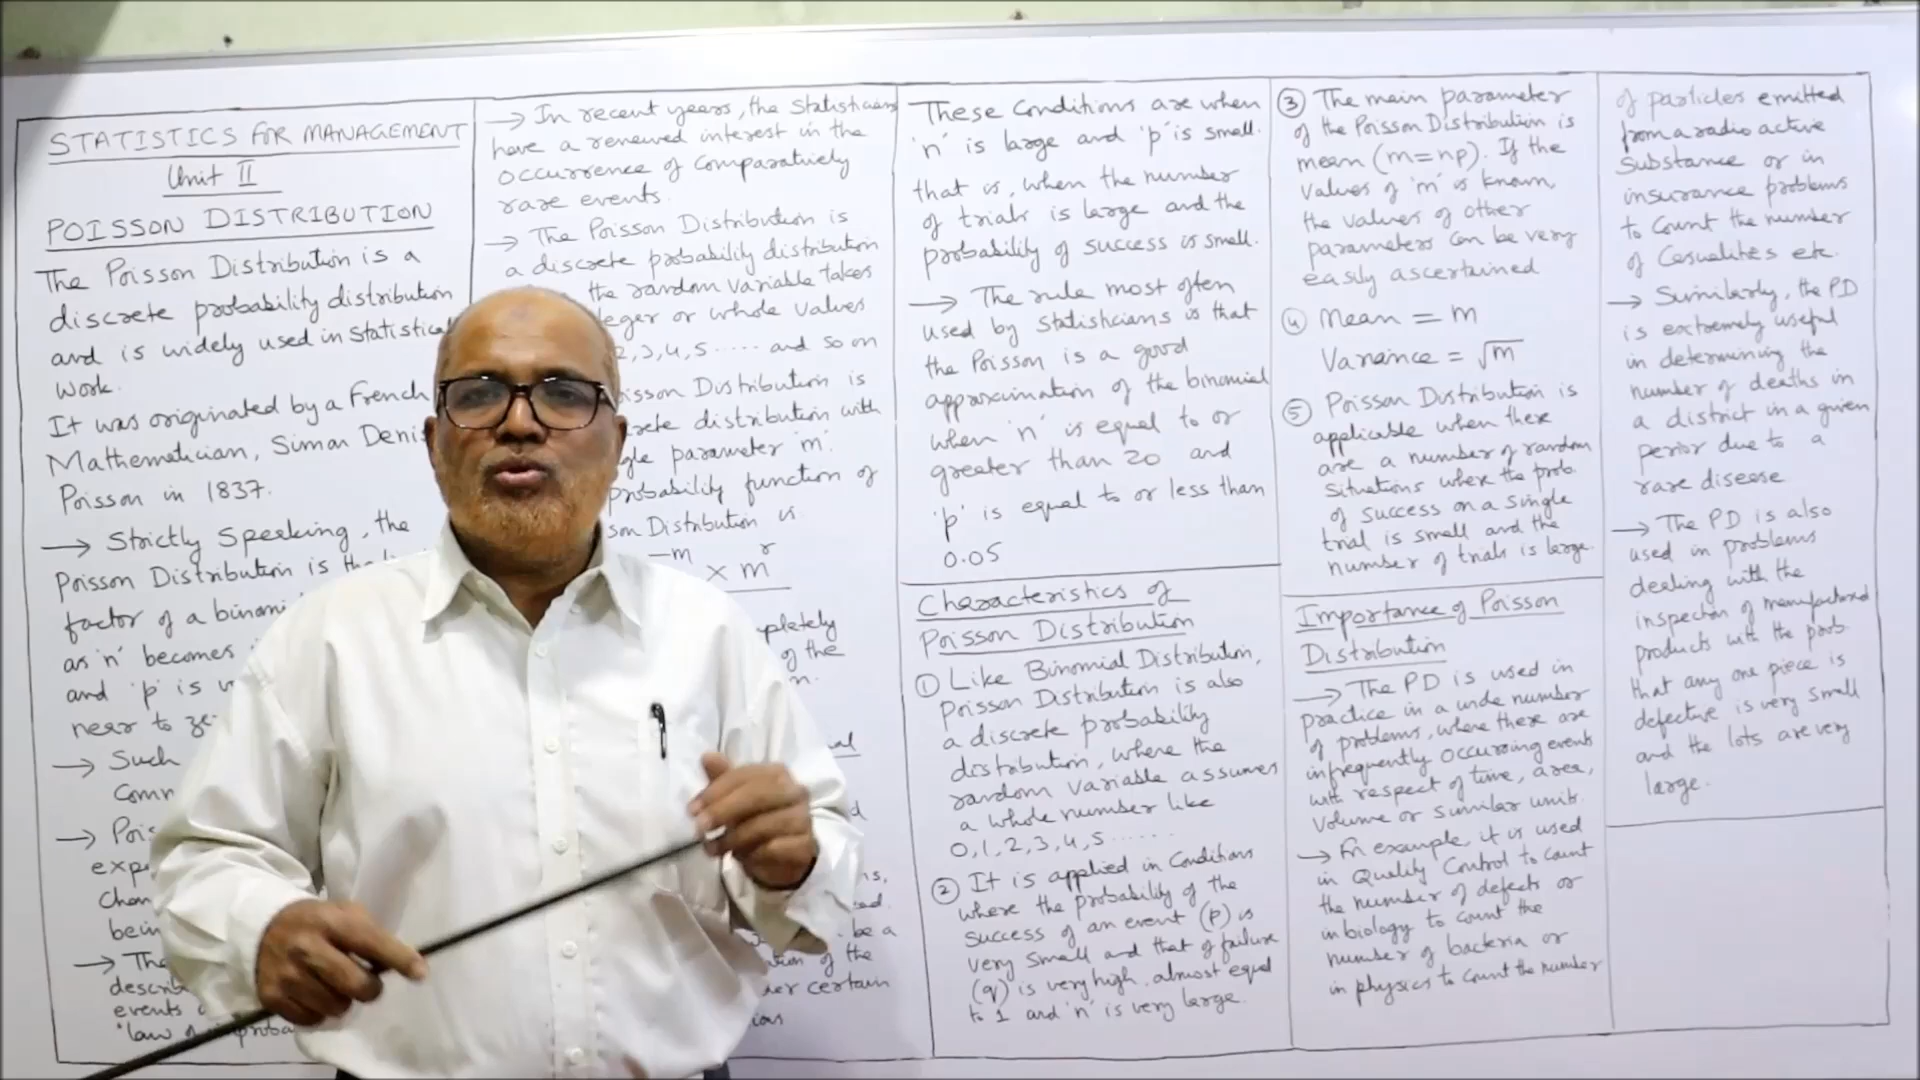 STATISTICS FOR MANAGEMENT
Unit II
POISSON DISTRIBUTION
The Poisson Distribution is a
discrete probability distribution
and is widely used in Statistical
Work.
It was originated by a French
Mathematician, Simon Denis
Poisson in 1837.
→ Strictly Speaking, the
Poisson Distribution is the
factor of a
as 'n' becomes
and 'p' is
near to
→ Such
→
→
events
'law of
→ In recent years, the Statisticians
have a renewed interest in the
occurrence of Comparatively
rare events.
→ The Poisson Distribution is
a discrete probability distribution
the random variable takes
or whole values
2,3,4,5 ..... and so on
Distribution is
distribution with
parameter 'm'.
probability function of
Distribution is
-m r
× m
of the
be a
of the
certain
These Conditions are when
'n' is large and 'p' is small.
that is, when the number
of trials is large and the
probability of success is small.
→ The rule most often
used by Statisticians is that
the Poisson is a good
approximation of the binomial
when 'n' is equal to or
greater than 20 and
'p' is equal to or less than
0.05
Characteristics of
Poisson Distribution
① Like Binomial Distribution,
Poisson Distribution is also
a discrete probability
distribution, where the
random variable assumes
a whole number like
0,1,2,3,4,5 ......
② It is applied in Conditions
where the probability of the
success of an event (p) is
very small and that of failure
(q) is very high, almost equal
to 1 and 'n' is very large.
③ The main parameter
of the Poisson Distribution is
mean (m=np). If the
values of 'm' is known,
the values of other
parameters can be very
easily ascertained
④ Mean = m
Variance = √m
⑤ Poisson Distribution is
applicable when there
are a number of random
situations where the prob.
of success on a single
trial is small and the
number of trials is large.
Importance of Poisson
Distribution
→ The PD is used in
practice in a wide number
of problems, where there are
infrequently occurring events
with respect of time, area,
volume or similar units.
→ For example, it is used
in Quality Control to count
the number of defects or
in biology to count the
number of bacteria or
in physics to count the number
of particles emitted
from a radio active
Substance or in
insurance problems
to Count the number
of Casualites etc.
→ Similarly, the PD
is extremely useful
in determining the
number of deaths in
a district in a given
period due to a
rare disease
→ The PD is also
used in problems
dealing with the
inspection of manufactured
products with the prob.
that any one piece is
defective is very small
and the lots are very
large.